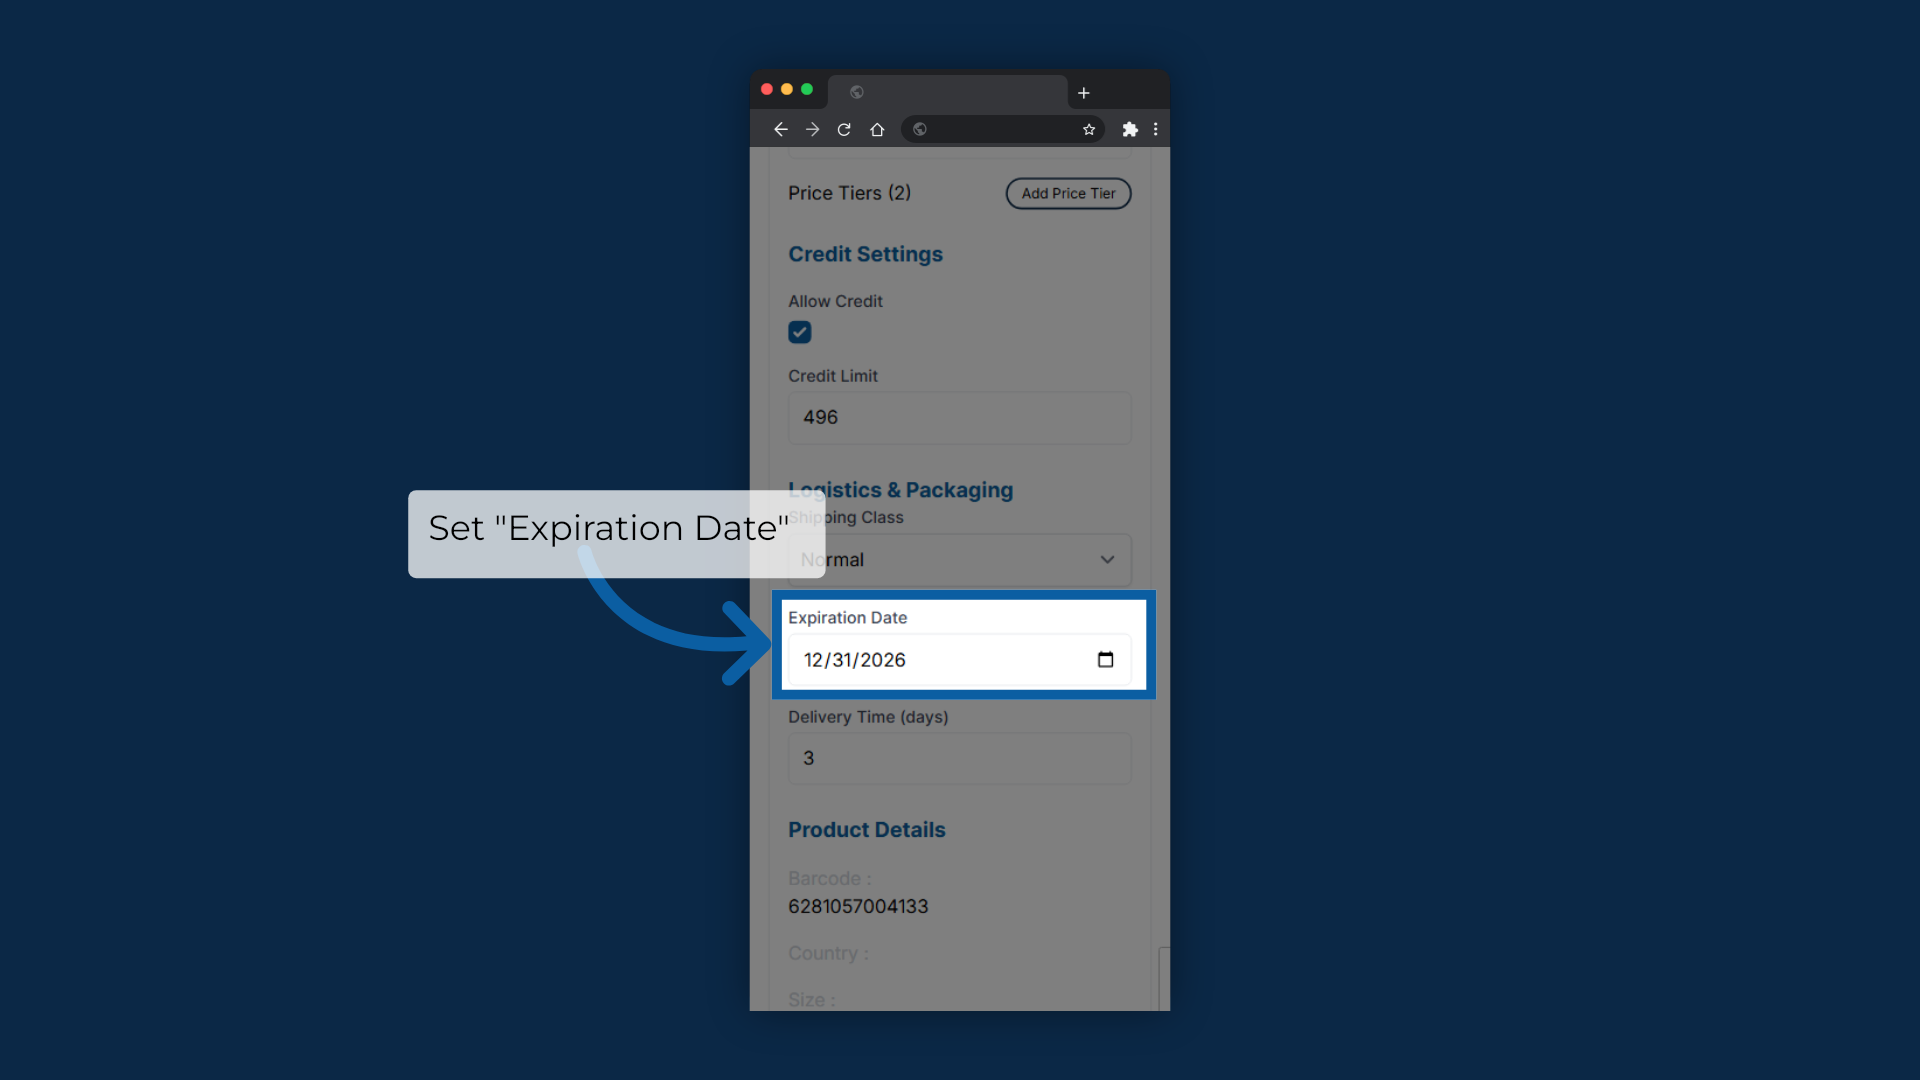 Price Tiers (2)
Add Price Tier
Credit Settings
Allow Credit
Credit Limit
496
Logistics & Packaging
Shipping Class
Normal
Set "Expiration Date"
Expiration Date
12/31/2026
Delivery Time (days)
3
Product Details
Barcode :
6281057004133
Country :
Size :